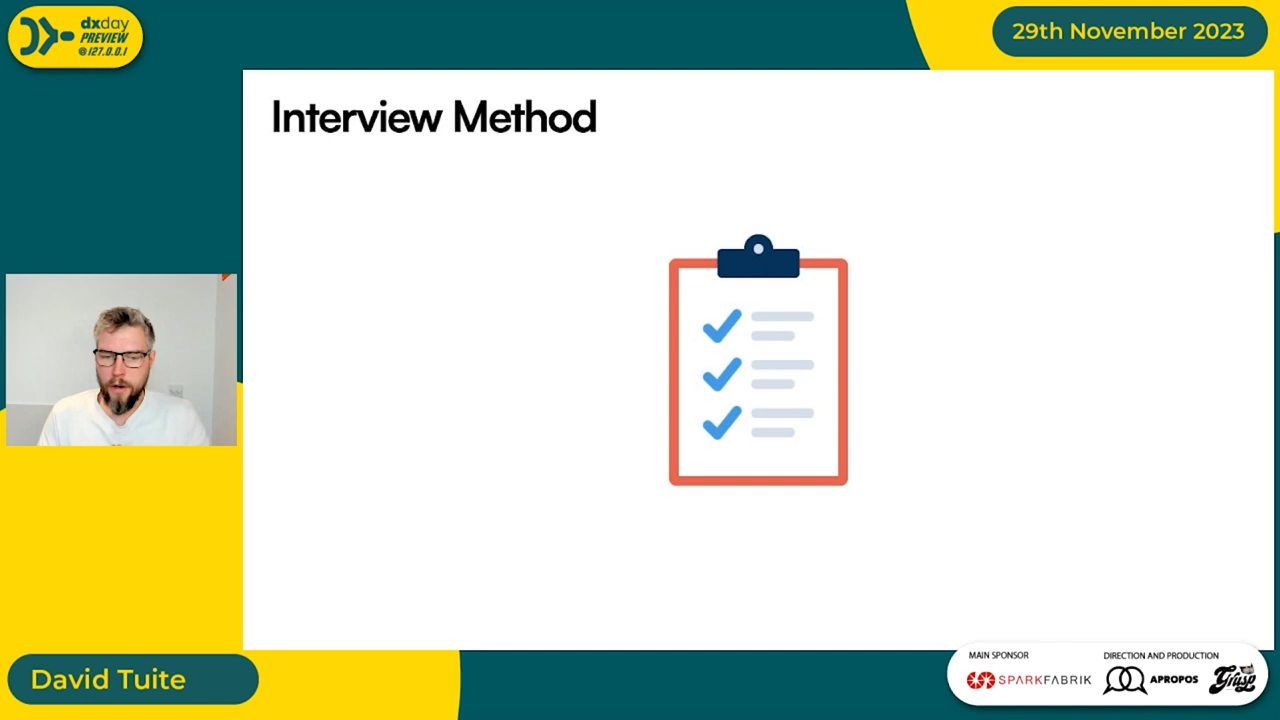 dxday
PREVIEW
@127.0.0.1
29th November 2023
Interview Method
David Tuite
MAIN SPONSOR
SPARKFABRIK
DIRECTION AND PRODUCTION
APROPOS
Grusp